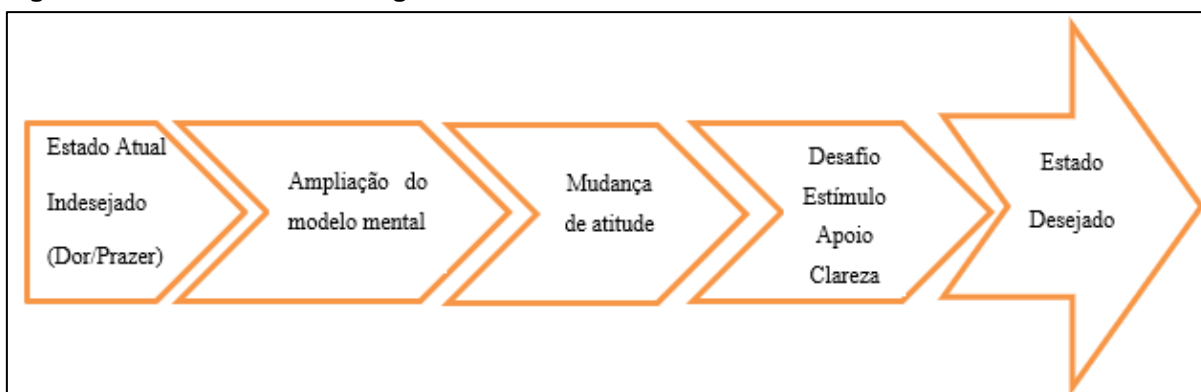 Estado Atual
Indesejado
(Dor/Prazer)
Ampliação do
modelo mental
Mudança
de atitude
Desafio
Estímulo
Apoio
Clareza
Estado
Desejado